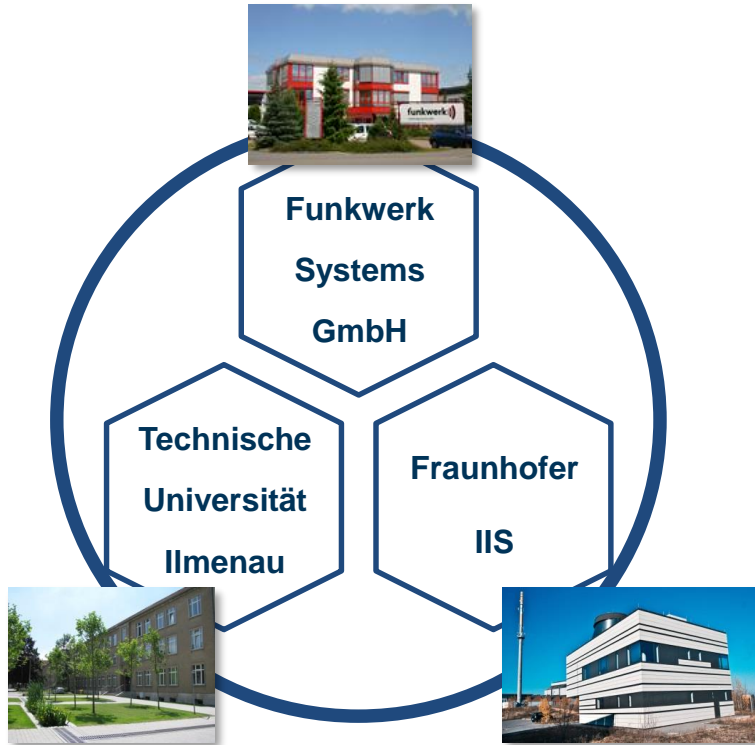 funkwerk
Funkwerk
Systems
GmbH
Technische
Universität
Ilmenau
Fraunhofer
IIS